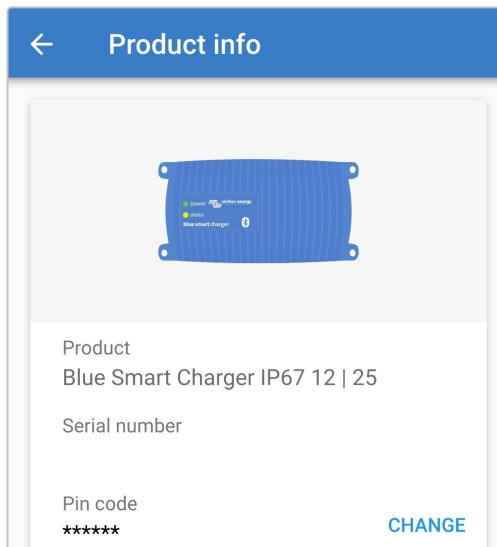 Product info
power victron energy
status
blue smart charger
Product
Blue Smart Charger IP67 12 | 25
Serial number
Pin code
******
CHANGE